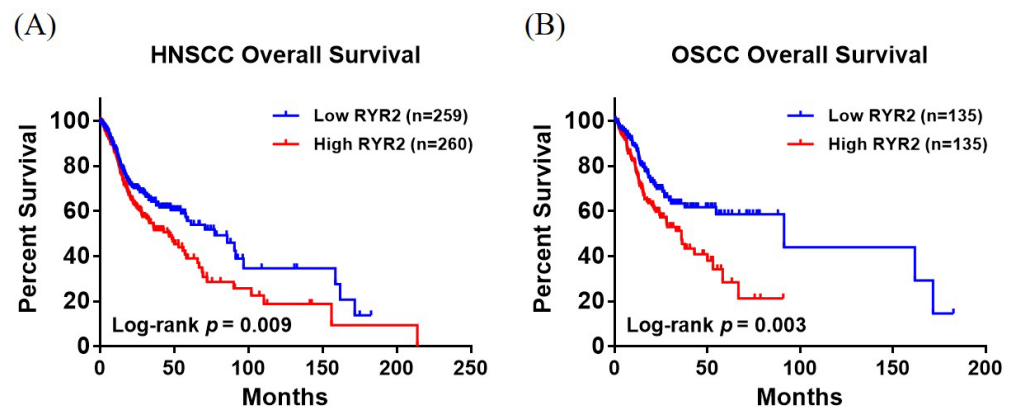 (A)
HNSCC Overall Survival
Low RYR2 (n=259)
High RYR2 (n=260)
Percent Survival
100
80
60
40
20
0
Log-rank p = 0.009
0 50 100 150 200 250
Months
(B)
OSCC Overall Survival
Low RYR2 (n=135)
High RYR2 (n=135)
Percent Survival
100
80
60
40
20
0
Log-rank p = 0.003
0 50 100 150 200
Months